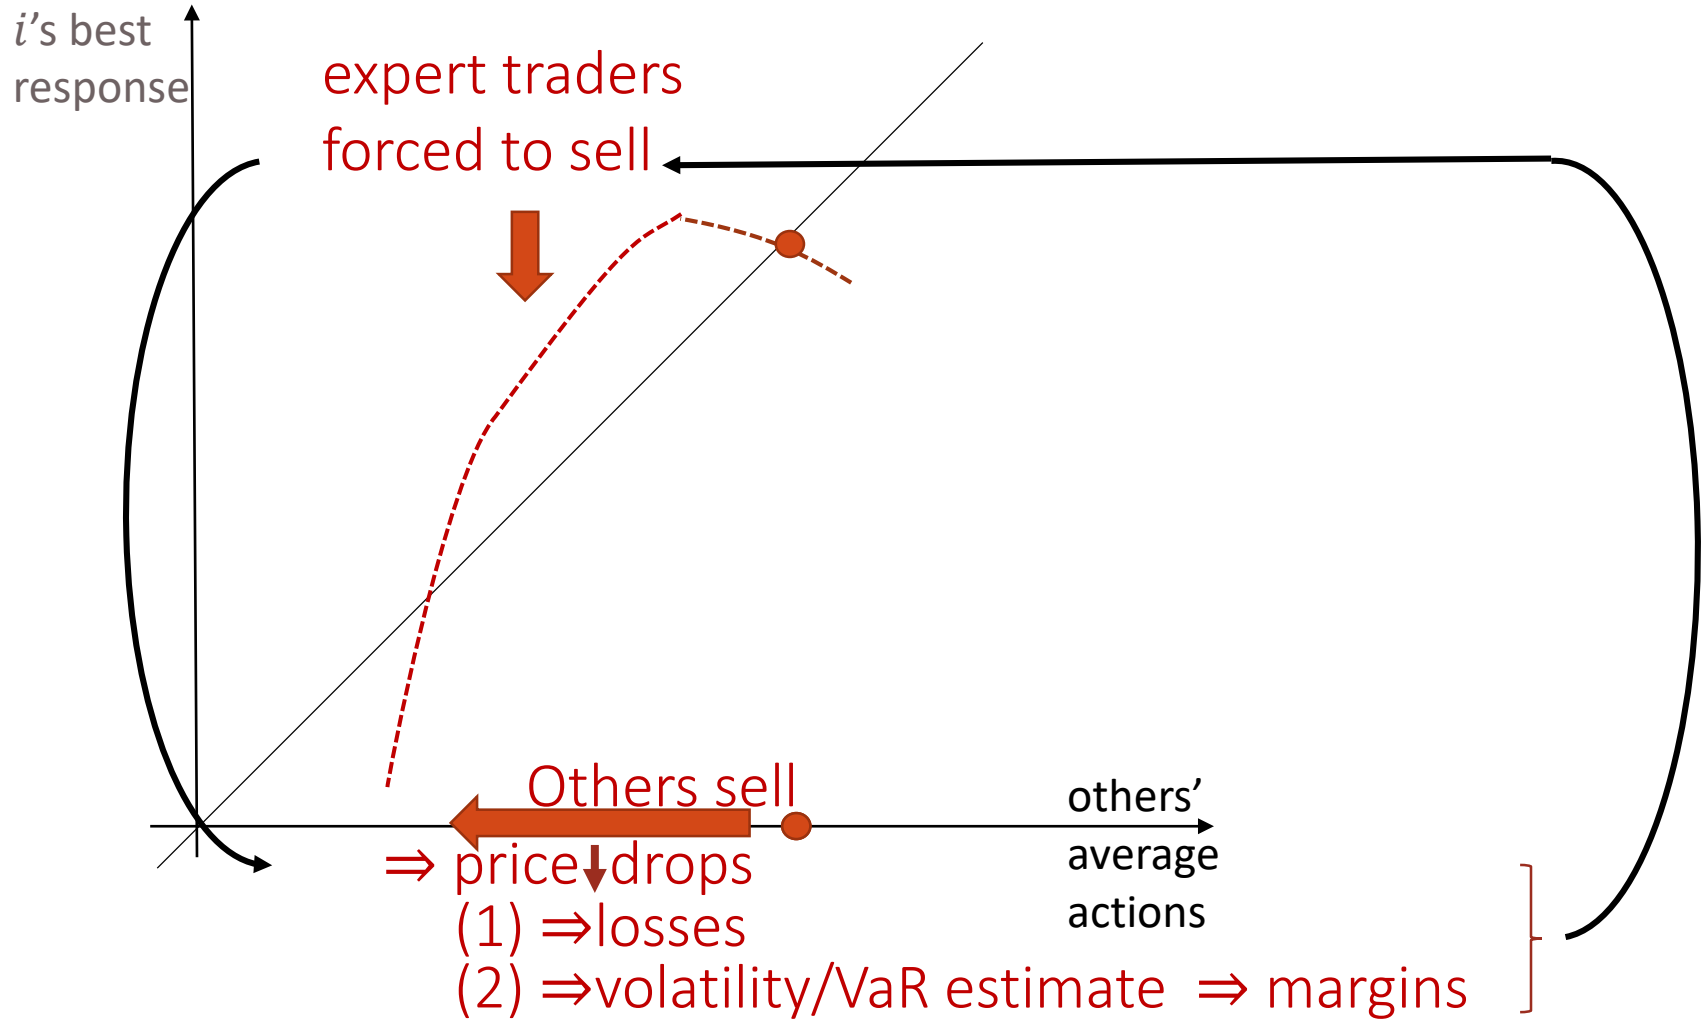 i's best
response
expert traders
forced to sell
Others sell
⇒ price drops
(1) ⇒losses
(2) ⇒volatility/VaR estimate ⇒ margins
others'
average
actions